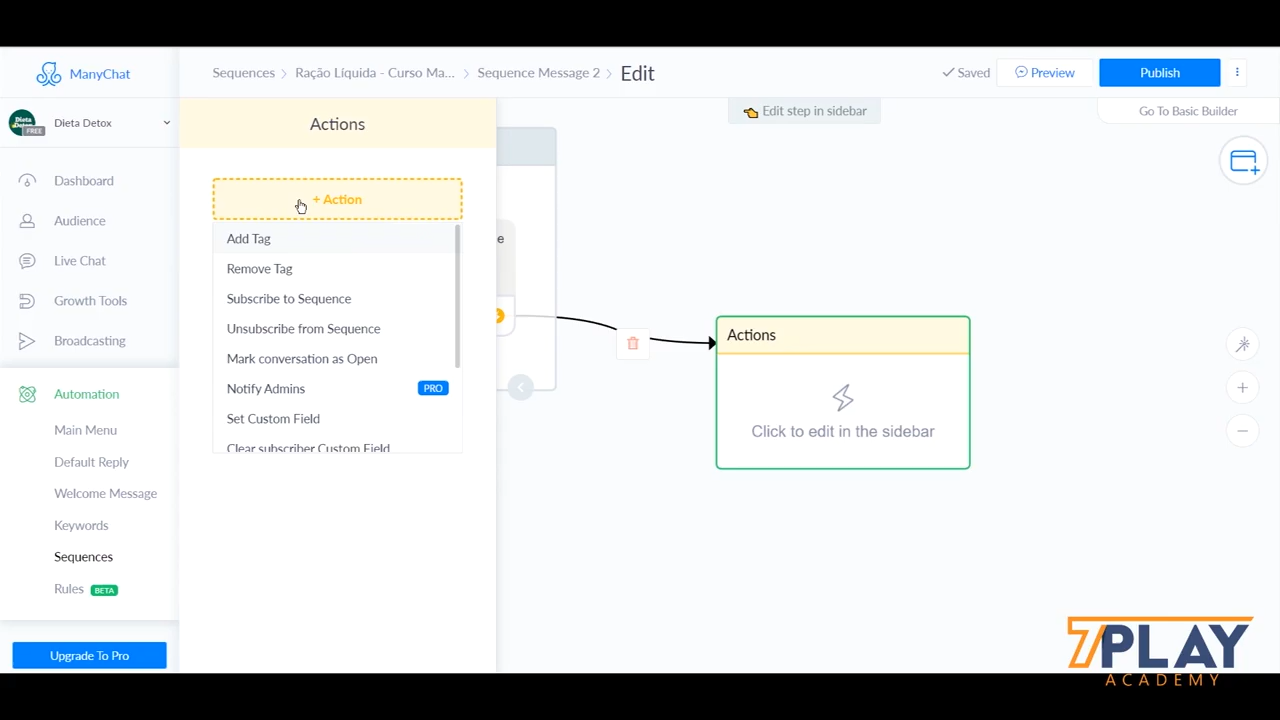 ManyChat
Sequences
Ração Líquida - Curso Ma...
Sequence Message 2
Edit
Saved
Preview
Publish
Dieta Detox
FREE
Dieta Detox
Actions
Edit step in sidebar
Go To Basic Builder
Dashboard
Audience
Live Chat
Growth Tools
Broadcasting
Automation
Main Menu
Default Reply
Welcome Message
Keywords
Sequences
Rules BETA
Upgrade To Pro
+ Action
Add Tag
Remove Tag
Subscribe to Sequence
Unsubscribe from Sequence
Mark conversation as Open
Notify Admins PRO
Set Custom Field
Clear subscriber Custom Field
e
Actions
Click to edit in the sidebar
7PLAY
ACADEMY